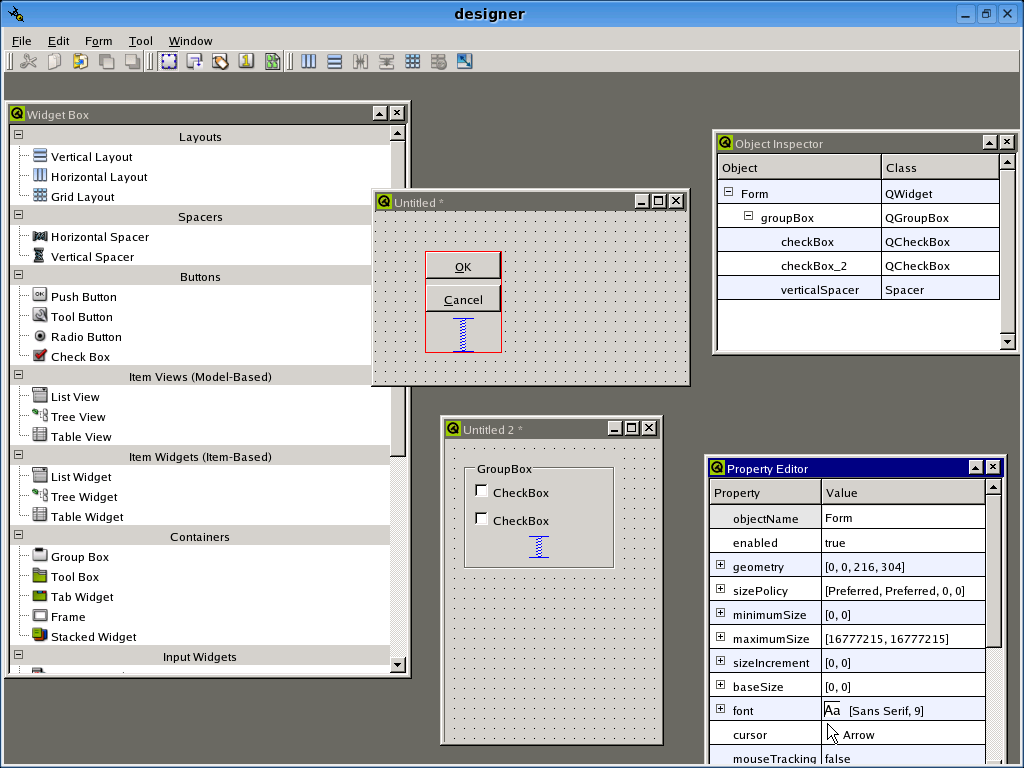 designer
File Edit Form Tool Window
Widget Box
Layouts
Vertical Layout
Horizontal Layout
Grid Layout
Spacers
Horizontal Spacer
Vertical Spacer
Buttons
OK Push Button
Tool Button
Radio Button
Check Box
Item Views (Model-Based)
List View
Tree View
Table View
Item Widgets (Item-Based)
List Widget
Tree Widget
Table Widget
Containers
Group Box
Tool Box
Tab Widget
Frame
Stacked Widget
Input Widgets
Untitled *
OK
Cancel
Untitled 2 *
GroupBox
CheckBox
CheckBox
Object Inspector
Object Class
Form QWidget
groupBox QGroupBox
checkBox QCheckBox
checkBox_2 QCheckBox
verticalSpacer Spacer
Property Editor
Property Value
objectName Form
enabled true
geometry [0, 0, 216, 304]
sizePolicy [Preferred, Preferred, 0, 0]
minimumSize [0, 0]
maximumSize [16777215, 16777215]
sizeIncrement [0, 0]
baseSize [0, 0]
font Aa [Sans Serif, 9]
cursor Arrow
mouseTracking false